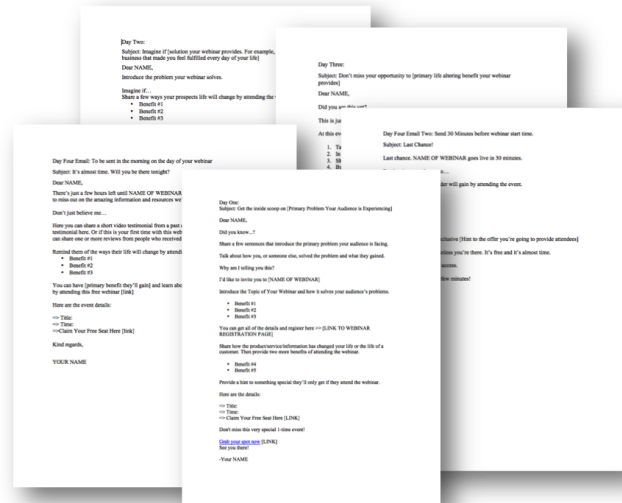 Day Two:
Subject: Imagine if [solution your webinar provides. For example,
business that made you feel fulfilled every day of your life]
Dear NAME,
Introduce the problem your webinar solves.
Imagine if…
Share a few ways your prospects life will change by attending the
• Benefit #1
• Benefit #2
• Benefit #3
Day Three:
Subject: Don't miss your opportunity to [primary life altering benefit your webinar
provides]
Dear NAME,
Did you
This is
At this
1.
2.
3.
4.
Day Four Email: To be sent in the morning on the day of your webinar
Subject: It's almost time. Will you be there tonight?
Dear NAME,
There's just a few hours left until NAME OF WEBINAR
to miss out on the amazing information and resources
Don't just believe me…
Here you can share a short video testimonial from a past
testimonial here. Or if this is your first time with this
can share one or more reviews from people who received
Remind them of the ways their life will change by
• Benefit #1
• Benefit #2
• Benefit #3
You can have [primary benefit they'll gain] and learn
by attending this free webinar [link]
Here are the event details:
=> Title:
=> Time:
=>Claim Your Free Seat Here [link]
Kind regards,
YOUR NAME
Day Four Email Two: Send 30 Minutes before webinar start time.
Subject: Last Chance!
Last chance. NAME OF WEBINAR goes live in 30 minutes.
will gain by attending the event.
[Hint to the offer you're going to provide attendees]
you're there. It's free and it's almost time.
minutes!
Day One:
Subject: Get the inside scoop on [Primary Problem Your Audience is Experiencing]
Dear NAME,
Did you know…?
Share a few sentences that introduce the primary problem your audience is facing.
Talk about how you, or someone else, solved the problem and what they gained.
Why am I telling you this?
I'd like to invite you to [NAME OF WEBINAR]
Introduce the Topic of Your Webinar and how it solves your audience's problems.
• Benefit #1
• Benefit #2
• Benefit #3
You can get all of the details and register here => [LINK TO WEBINAR
REGISTRATION PAGE]
Share how the product/service/information has changed your life or the life of a
customer. Then provide two more benefits of attending the webinar.
• Benefit #4
• Benefit #5
Provide a hint to something special they'll only get if they attend the webinar.
Here are the details:
=> Title:
=> Time:
=> Claim Your Free Seat Here [LINK]
Don't miss this very special 1-time event!
Grab your spot now [LINK]
See you there!
-Your NAME